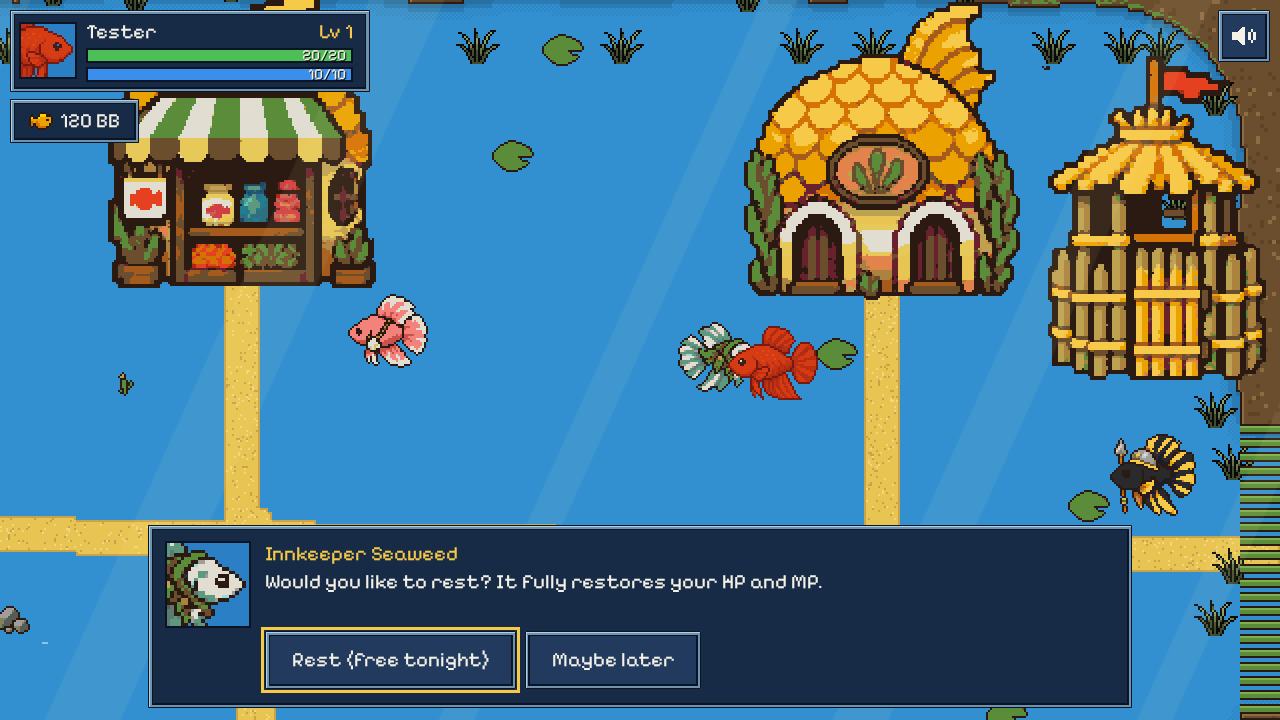 Tester Lv 1
20/20
10/10
120 BB
Innkeeper Seaweed
Would you like to rest? It fully restores your HP and MP.
Rest (free tonight) Maybe later